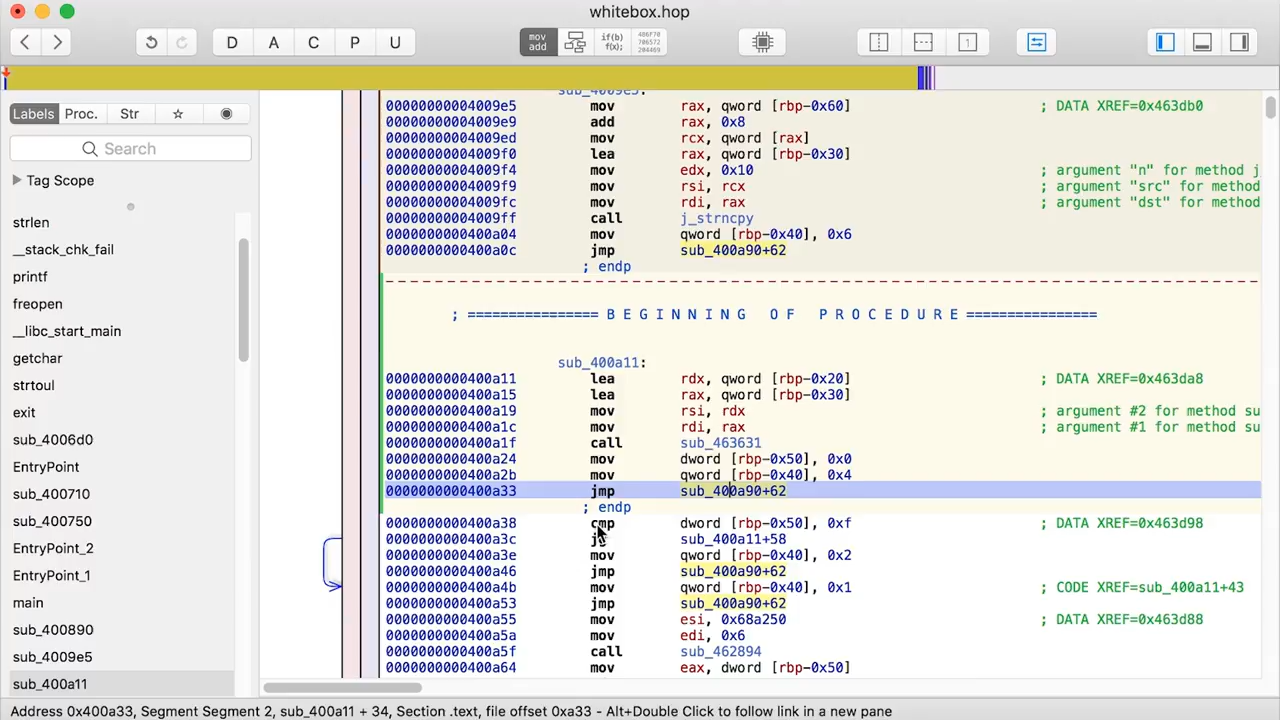 whitebox.hop
D A C P U
mov add
if(b) f(x);
1
Labels Proc. Str
Search
Tag Scope
strlen
__stack_chk_fail
printf
freopen
__libc_start_main
getchar
strtoul
exit
sub_4006d0
EntryPoint
sub_400710
sub_400750
EntryPoint_2
EntryPoint_1
main
sub_400890
sub_4009e5
sub_400a11
sub_4009e5:
00000000004009e5 mov rax, qword [rbp-0x60] ; DATA XREF=0x463db0
00000000004009e9 add rax, 0x8
00000000004009ed mov rcx, qword [rax]
00000000004009f0 lea rax, qword [rbp-0x30]
00000000004009f4 mov edx, 0x10 ; argument "n" for method j
00000000004009f9 mov rsi, rcx ; argument "src" for method
00000000004009fc mov rdi, rax ; argument "dst" for method
00000000004009ff call j_strncpy
0000000000400a04 mov qword [rbp-0x40], 0x6
0000000000400a0c jmp sub_400a90+62
; endp
; ================ B E G I N N I N G   O F   P R O C E D U R E ================
sub_400a11:
0000000000400a11 lea rdx, qword [rbp-0x20] ; DATA XREF=0x463da8
0000000000400a15 lea rax, qword [rbp-0x30]
0000000000400a19 mov rsi, rdx ; argument #2 for method su
0000000000400a1c mov rdi, rax ; argument #1 for method su
0000000000400a1f call sub_463631
0000000000400a24 mov dword [rbp-0x50], 0x0
0000000000400a2b mov qword [rbp-0x40], 0x4
0000000000400a33 jmp sub_400a90+62
; endp
0000000000400a38 cmp dword [rbp-0x50], 0xf ; DATA XREF=0x463d98
0000000000400a3c sub_400a11+58
0000000000400a3e mov qword [rbp-0x40], 0x2
0000000000400a46 jmp sub_400a90+62
0000000000400a4b mov qword [rbp-0x40], 0x1 ; CODE XREF=sub_400a11+43
0000000000400a53 jmp sub_400a90+62
0000000000400a55 mov esi, 0x68a250 ; DATA XREF=0x463d88
0000000000400a5a mov edi, 0x6
0000000000400a5f call sub_462894
0000000000400a64 mov eax, dword [rbp-0x50]
Address 0x400a33, Segment Segment 2, sub_400a11 + 34, Section .text, file offset 0xa33 - Alt+Double Click to follow link in a new pane